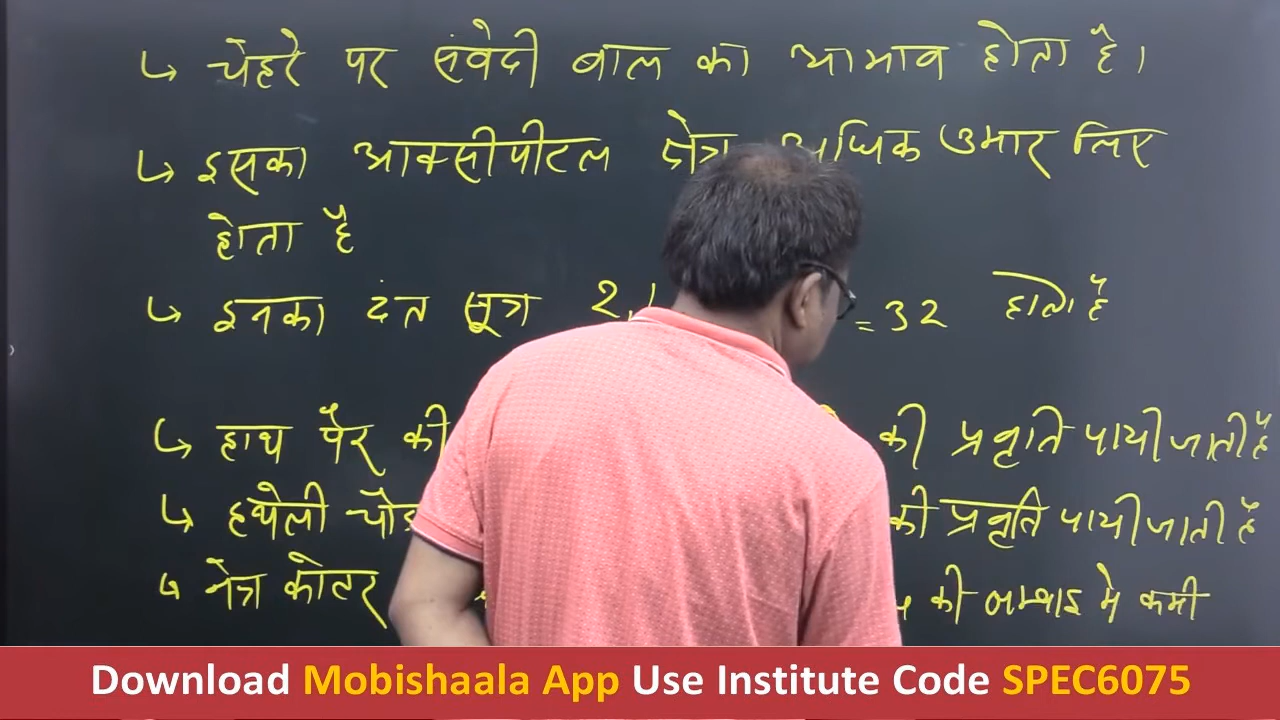 ↳ चेहरे पर संवेदी बाल का आभाव होता है।
↳ इसका आक्सीपीटल क्षेत्र अधिक उभार लिए
होता है
↳ इनका दंत सूत्र 2, = 32 होता है
↳ हाथ पैर की की प्रवृति पायी जाती है
↳ हथेली की प्रवृति पायी जाती है
↳ नेत्र कोटर की लम्बाइ मे कमी
Download Mobishaala App Use Institute Code SPEC6075